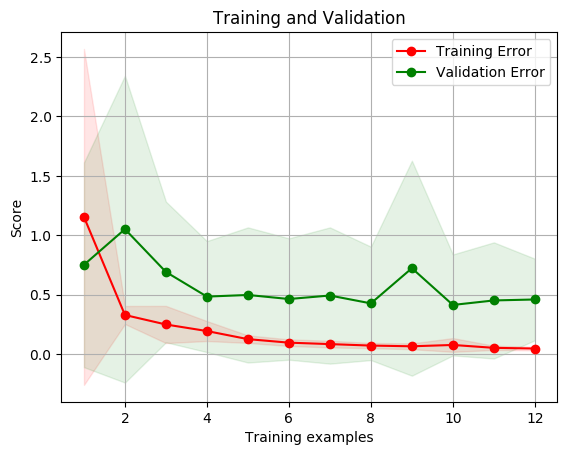 Training and Validation
Training Error
Validation Error
Score
2.5
2.0
1.5
1.0
0.5
0.0
2 4 6 8 10 12
Training examples